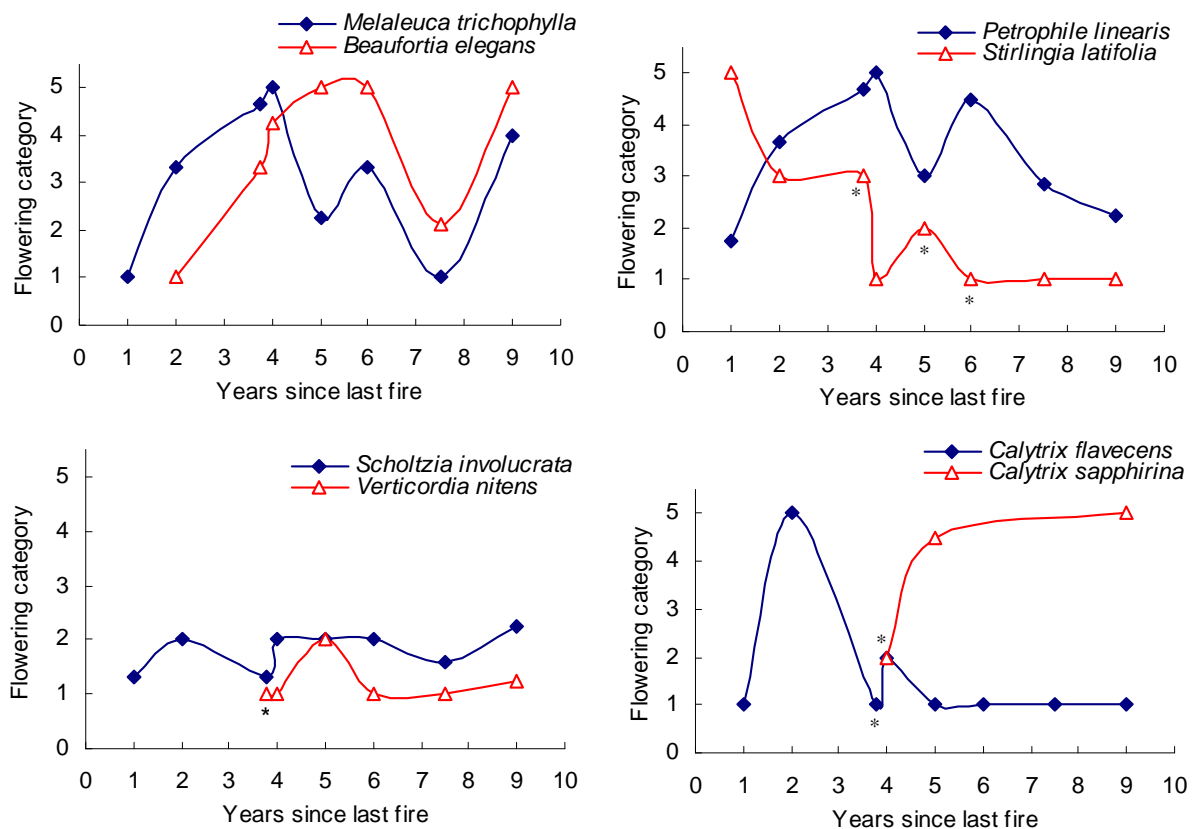 Melaleuca trichophylla
Beaufortia elegans
Flowering category
5
4
3
2
1
0 1 2 3 4 5 6 7 8 9 10
Years since last fire
Petrophile linearis
Stirlingia latifolia
Flowering category
5
4
3
2
1
0 1 2 3 4 5 6 7 8 9 10
Years since last fire
*
*
*
Scholtzia involucrata
Verticordia nitens
Flowering category
5
4
3
2
1
0
0 1 2 3 4 5 6 7 8 9 10
Years since last fire
*
Calytrix flavecens
Calytrix sapphirina
Flowering category
5
4
3
2
1
0
0 1 2 3 4 5 6 7 8 9 10
Years since last fire
*
*